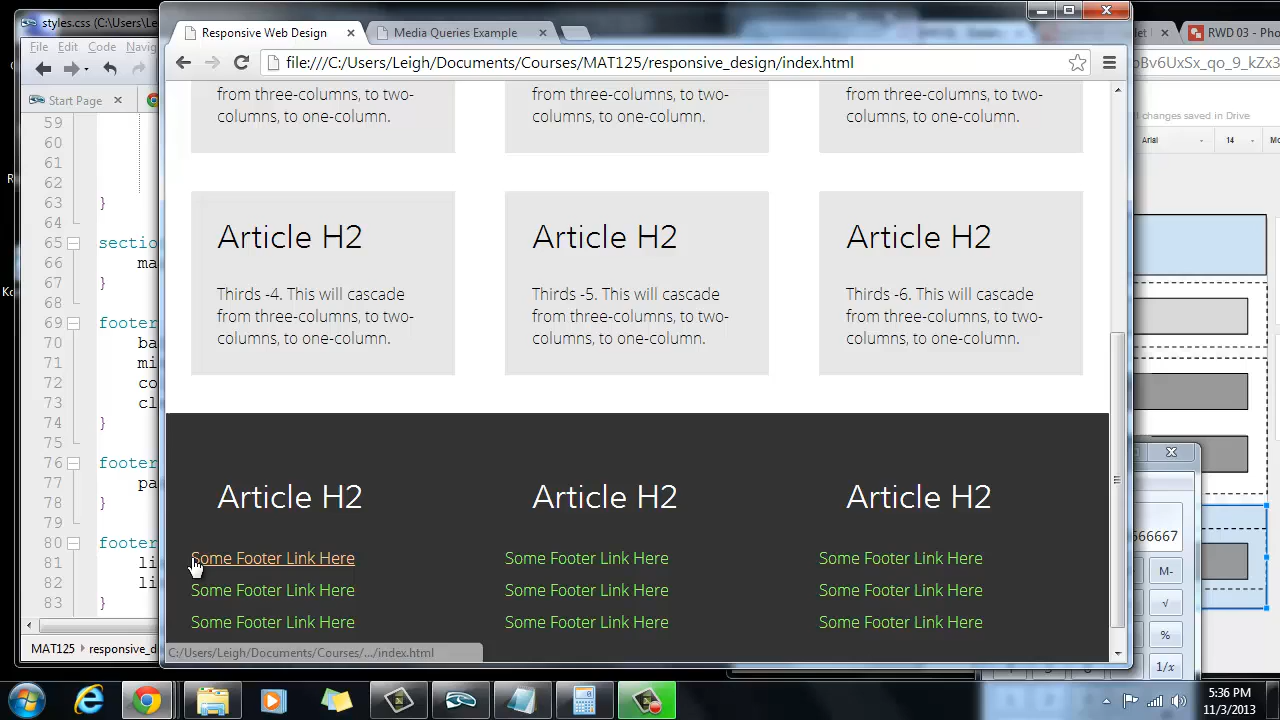 styles.css (C:\Users\Le
Responsive Web Design
Media Queries Example
RWD 03 - Pho
File Edit Code Navig
file:///C:/Users/Leigh/Documents/Courses/MAT125/responsive_design/index.html
oBv6UxSx_qo_9_kZx3
Start Page
l changes saved in Drive
Arial
14
from three-columns, to two-
columns, to one-column.
from three-columns, to two-
columns, to one-column.
from three-columns, to two-
columns, to one-column.
59
60
61
62
63 }
64
65 section
66 ma
67 }
68
69 footer
70 ba
71 mi
72 co
73 cl
74 }
75
76 footer
77 pa
78 }
79
80 footer
81 li
82 li
83 }
Article H2
Thirds -4. This will cascade
from three-columns, to two-
columns, to one-column.
Article H2
Thirds -5. This will cascade
from three-columns, to two-
columns, to one-column.
Article H2
Thirds -6. This will cascade
from three-columns, to two-
columns, to one-column.
Article H2
Some Footer Link Here
Some Footer Link Here
Some Footer Link Here
Article H2
Some Footer Link Here
Some Footer Link Here
Some Footer Link Here
Article H2
Some Footer Link Here
Some Footer Link Here
Some Footer Link Here
666667
M-
√
%
1/x
MAT125 responsive_d
C:/Users/Leigh/Documents/Courses/.../index.html
5:36 PM
11/3/2013